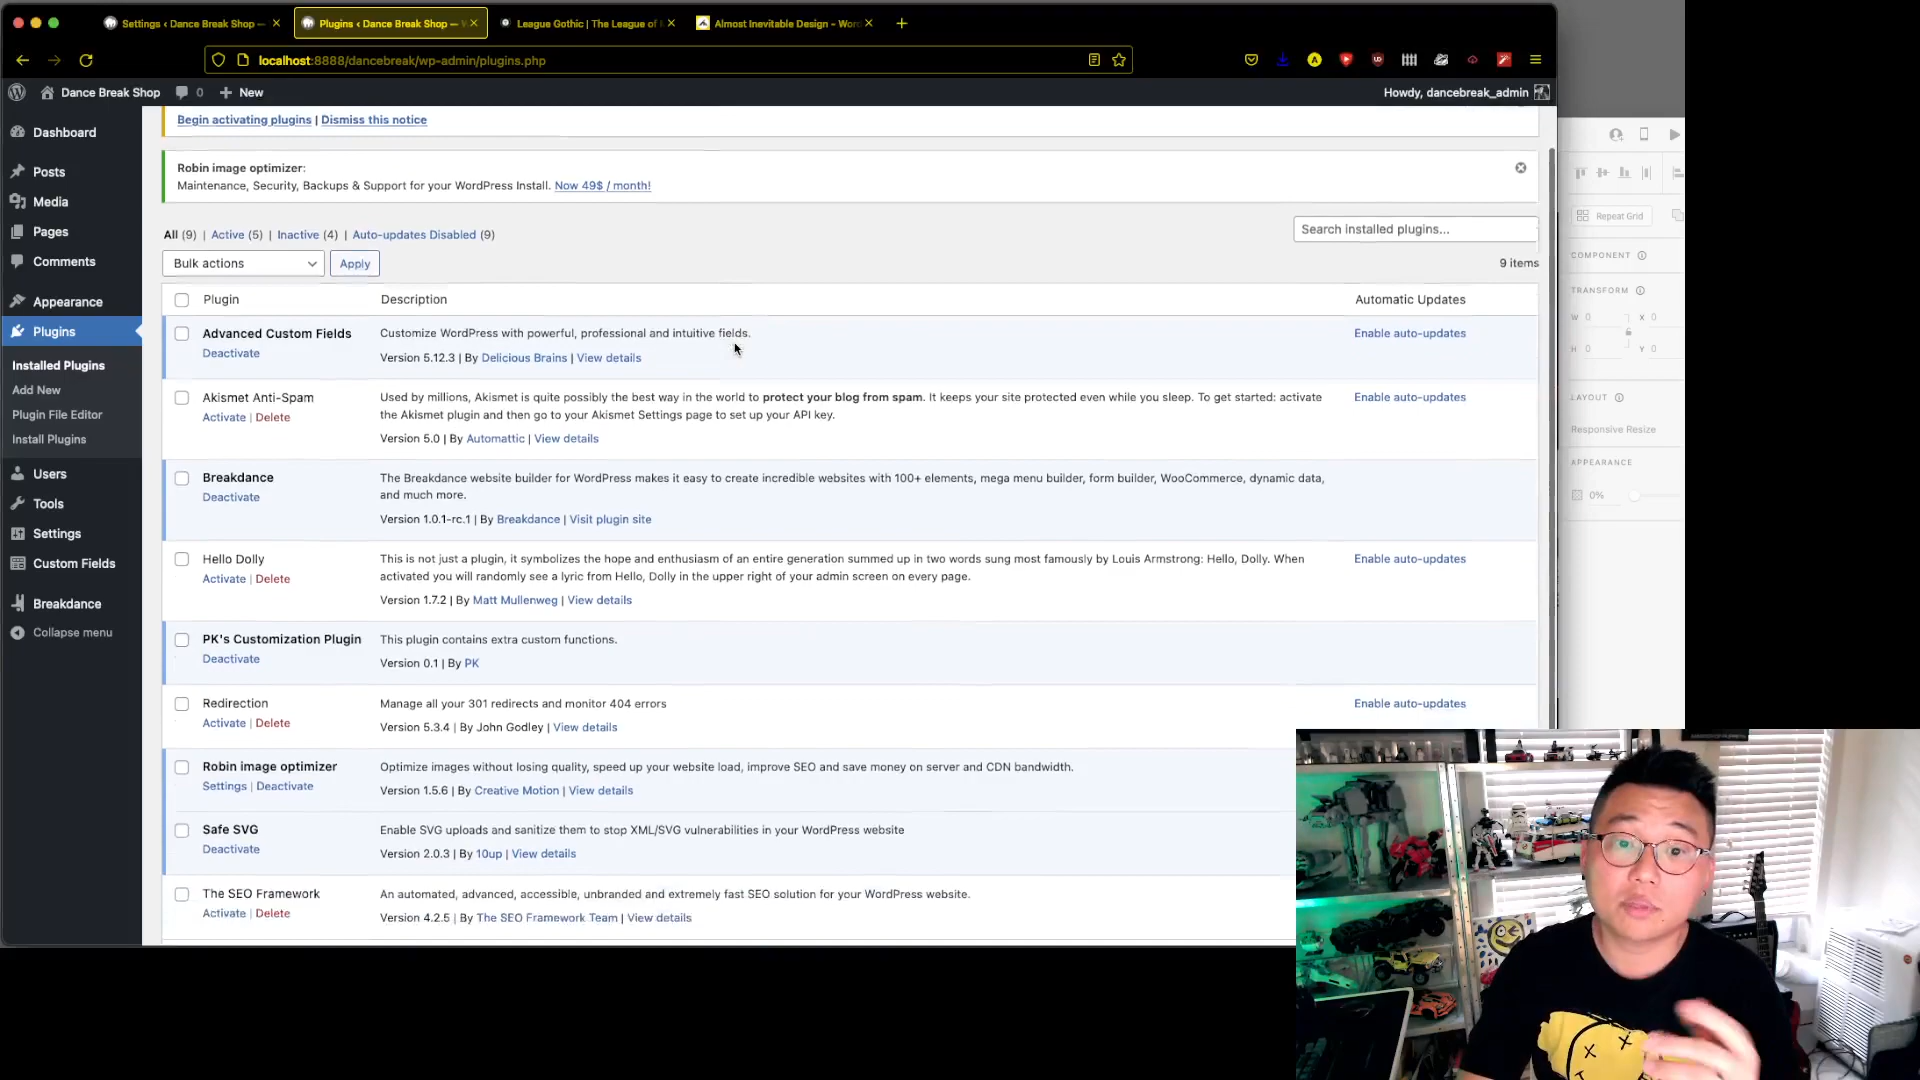 Settings ‹ Dance Break Shop —
Plugins ‹ Dance Break Shop —
League Gothic | The League of
Almost Inevitable Design – Wor
localhost:8888/dancebreak/wp-admin/plugins.php
Dance Break Shop
0
New
Howdy, dancebreak_admin
Dashboard
Posts
Media
Pages
Comments
Appearance
Plugins
Installed Plugins
Add New
Plugin File Editor
Install Plugins
Users
Tools
Settings
Custom Fields
Breakdance
Collapse menu
Begin activating plugins | Dismiss this notice
Robin image optimizer:
Maintenance, Security, Backups & Support for your WordPress Install. Now 49$ / month!
All (9) | Active (5) | Inactive (4) | Auto-updates Disabled (9)
Search installed plugins...
Bulk actions
Apply
9 items
Plugin
Description
Automatic Updates
Advanced Custom Fields
Deactivate
Customize WordPress with powerful, professional and intuitive fields.
Version 5.12.3 | By Delicious Brains | View details
Enable auto-updates
Akismet Anti-Spam
Activate | Delete
Used by millions, Akismet is quite possibly the best way in the world to protect your blog from spam. It keeps your site protected even while you sleep. To get started: activate
the Akismet plugin and then go to your Akismet Settings page to set up your API key.
Version 5.0 | By Automattic | View details
Enable auto-updates
Breakdance
Deactivate
The Breakdance website builder for WordPress makes it easy to create incredible websites with 100+ elements, mega menu builder, form builder, WooCommerce, dynamic data,
and much more.
Version 1.0.1-rc.1 | By Breakdance | Visit plugin site
Hello Dolly
Activate | Delete
This is not just a plugin, it symbolizes the hope and enthusiasm of an entire generation summed up in two words sung most famously by Louis Armstrong: Hello, Dolly. When
activated you will randomly see a lyric from Hello, Dolly in the upper right of your admin screen on every page.
Version 1.7.2 | By Matt Mullenweg | View details
Enable auto-updates
PK's Customization Plugin
Deactivate
This plugin contains extra custom functions.
Version 0.1 | By PK
Redirection
Activate | Delete
Manage all your 301 redirects and monitor 404 errors
Version 5.3.4 | By John Godley | View details
Enable auto-updates
Robin image optimizer
Settings | Deactivate
Optimize images without losing quality, speed up your website load, improve SEO and save money on server and CDN bandwidth.
Version 1.5.6 | By Creative Motion | View details
Safe SVG
Deactivate
Enable SVG uploads and sanitize them to stop XML/SVG vulnerabilities in your WordPress website
Version 2.0.3 | By 10up | View details
The SEO Framework
Activate | Delete
An automated, advanced, accessible, unbranded and extremely fast SEO solution for your WordPress website.
Version 4.2.5 | By The SEO Framework Team | View details
Repeat Grid
COMPONENT
TRANSFORM
W 0
X 0
H 0
Y 0
LAYOUT
Responsive Resize
APPEARANCE
0%